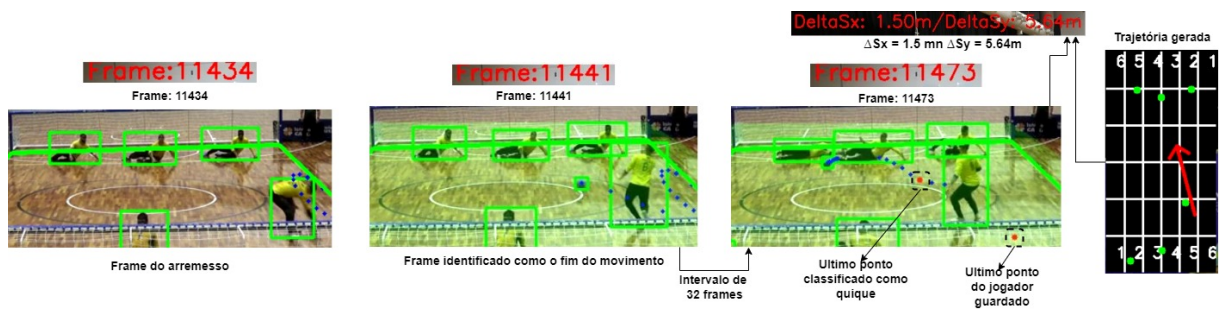 DeltaSx: 1.50m/DeltaSy: 5.64m
ΔSx = 1.5 mn ΔSy = 5.64m
Trajetória gerada
Frame:11434
Frame: 11434
Frame:11441
Frame: 11441
Frame:11473
Frame: 11473
6 5 4 3 2 1
1 2 3 4 5 6
Frame do arremesso
Frame identificado como o fim do movimento
Intervalo de
32 frames
Ultimo ponto
classificado como
quique
Ultimo ponto
do jogador
guardado